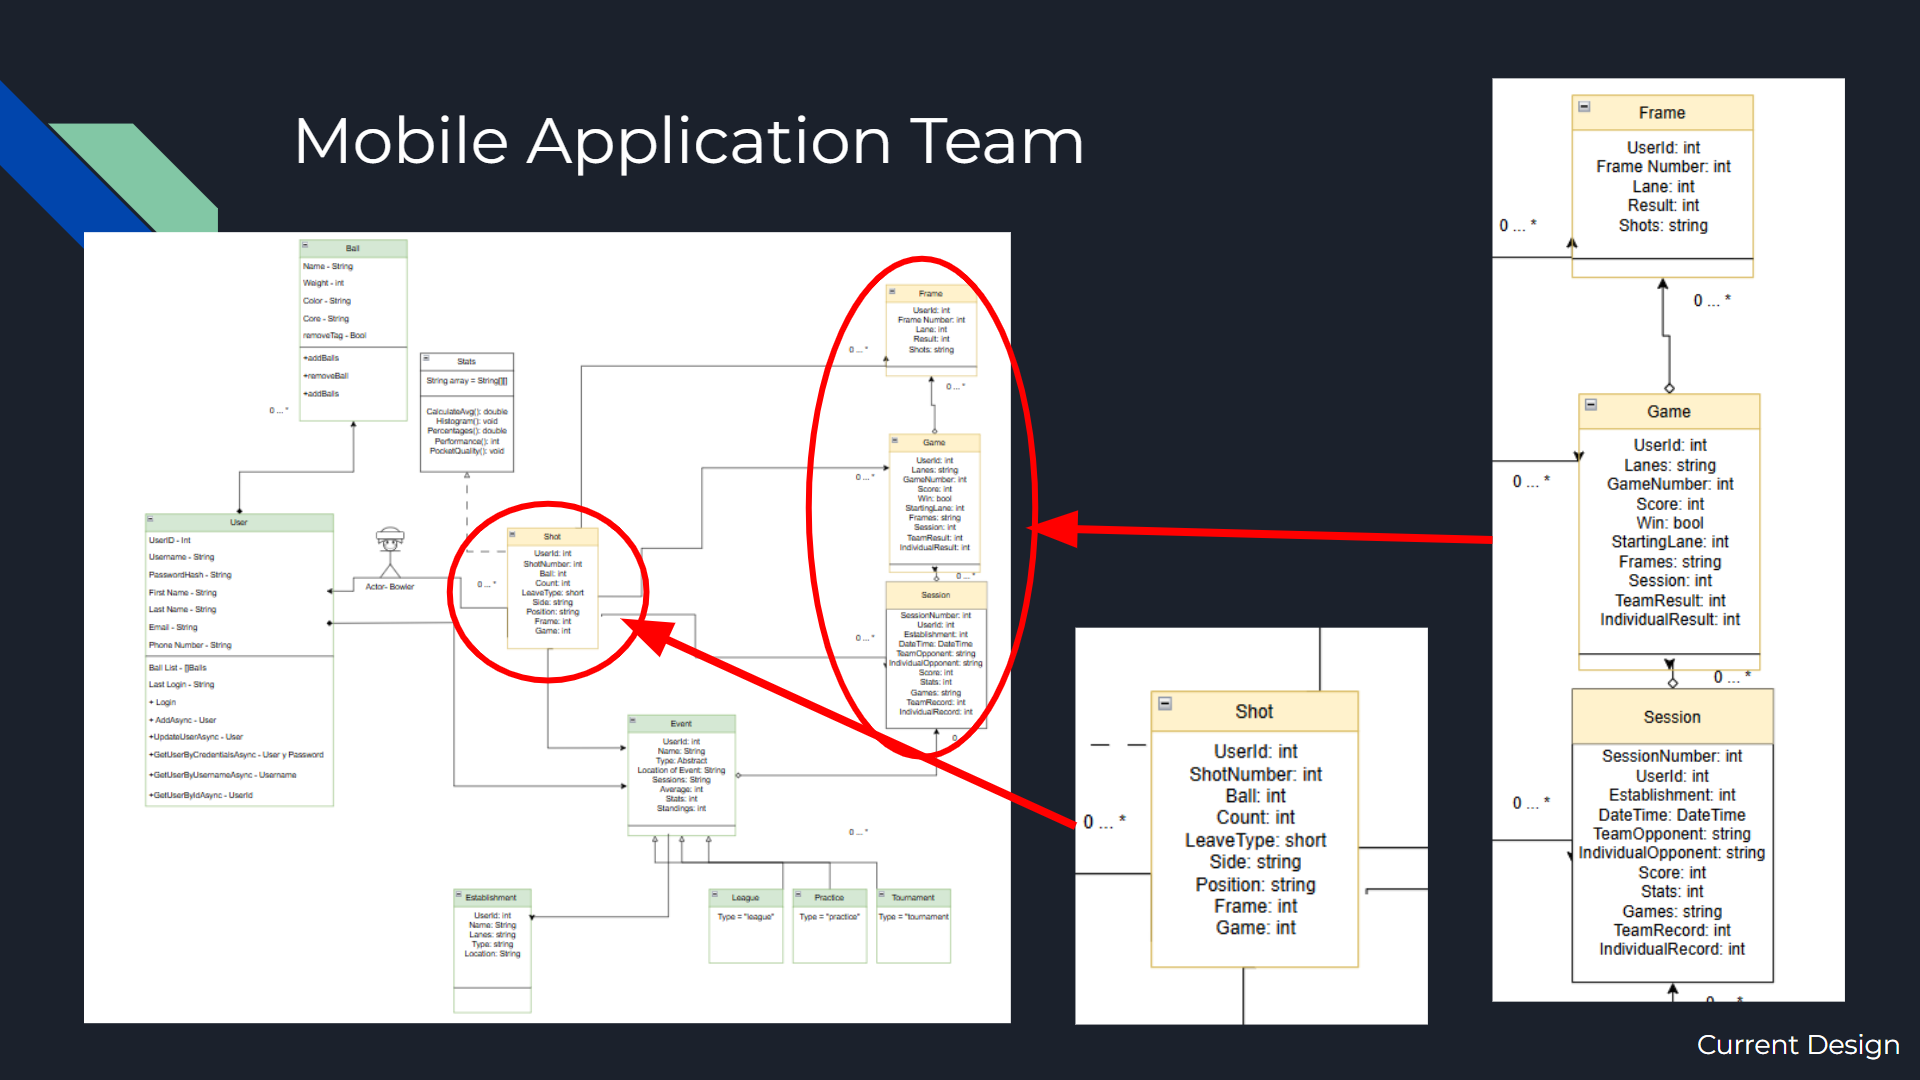 Mobile Application Team
Ball
Name - String
Weight - int
Color - String
Core - String
removeTag - Bool
+addBalls
+removeBall
+addBalls
0 ... *
Stats
String array = String[][]
CalculateAvg(): double
Histogram(): void
Percentages(): double
Performance(): int
PocketQuality(): void
User
UserID - Int
Username - String
PasswordHash - String
First Name - String
Last Name - String
Email - String
Phone Number - String
Ball List - []Balls
Last Login - String
+ Login
+ AddAsync - User
+UpdateUserAsync - User
+GetUserByCredentialsAsync - User y Password
+GetUserByUsernameAsync - Username
+GetUserByIdAsync - UserId
Actor- Bowler
0 ... *
Shot
UserId: int
ShotNumber: int
Ball: int
Count: int
LeaveType: short
Side: string
Position: string
Frame: int
Game: int
Frame
UserId: int
Frame Number: int
Lane: int
Result: int
Shots: string
0 ... *
0 ... *
Game
UserId: int
Lanes: string
GameNumber: int
Score: int
Win: bool
StartingLane: int
Frames: string
Session: int
TeamResult: int
IndividualResult: int
0 ... *
0 ... *
Session
SessionNumber: int
UserId: int
Establishment: int
DateTime: DateTime
TeamOpponent: string
IndividualOpponent: string
Score: int
Stats: int
Games: string
TeamRecord: int
IndividualRecord: int
0 ... *
0
Event
UserId: int
Name: String
Type: Abstract
Location of Event: String
Sessions: String
Average: int
Stats: int
Standings: int
0 ... *
Establishment
UserId: int
Name: String
Lanes: string
Type: string
Location: String
League
Type = "league"
Practice
Type = "practice"
Tournament
Type = "tournament
Shot
UserId: int
ShotNumber: int
Ball: int
Count: int
LeaveType: short
Side: string
Position: string
Frame: int
Game: int
0 ... *
Frame
UserId: int
Frame Number: int
Lane: int
Result: int
Shots: string
0 ... *
0 ... *
Game
UserId: int
Lanes: string
GameNumber: int
Score: int
Win: bool
StartingLane: int
Frames: string
Session: int
TeamResult: int
IndividualResult: int
0 ... *
0 ... *
Session
SessionNumber: int
UserId: int
Establishment: int
DateTime: DateTime
TeamOpponent: string
IndividualOpponent: string
Score: int
Stats: int
Games: string
TeamRecord: int
IndividualRecord: int
0 ... *
Current Design